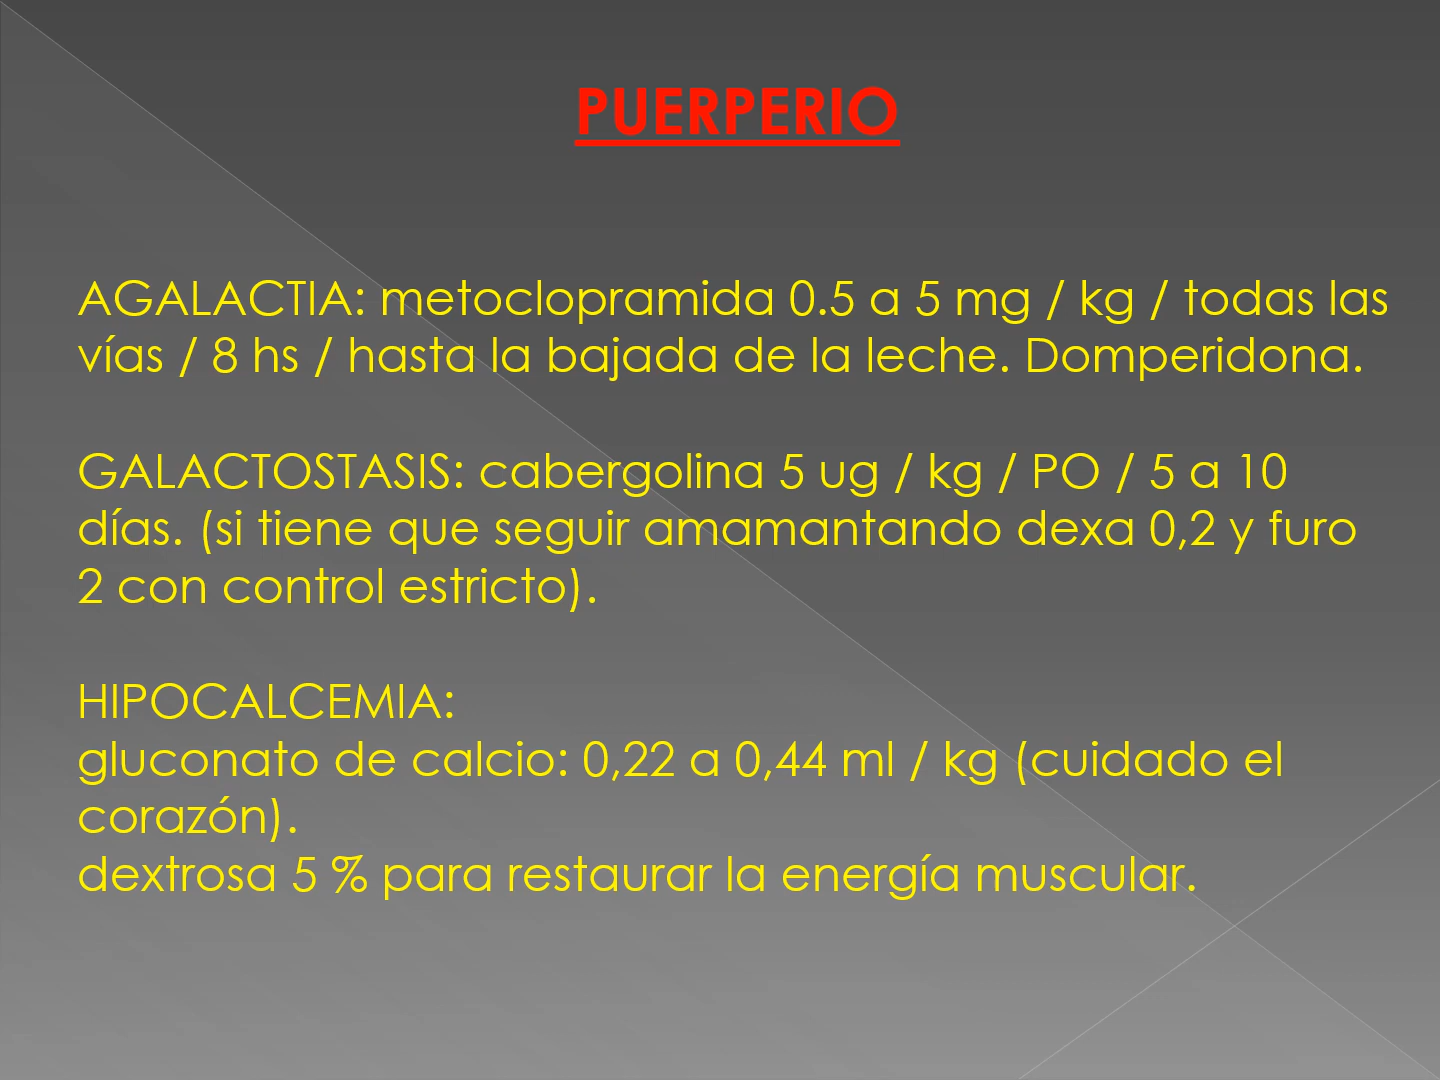 PUERPERIO
AGALACTIA: metoclopramida 0.5 a 5 mg / kg / todas las
vías / 8 hs / hasta la bajada de la leche. Domperidona.
GALACTOSTASIS: cabergolina 5 ug / kg / PO / 5 a 10
días. (si tiene que seguir amamantando dexa 0,2 y furo
2 con control estricto).
HIPOCALCEMIA:
gluconato de calcio: 0,22 a 0,44 ml / kg (cuidado el
corazón).
dextrosa 5 % para restaurar la energía muscular.